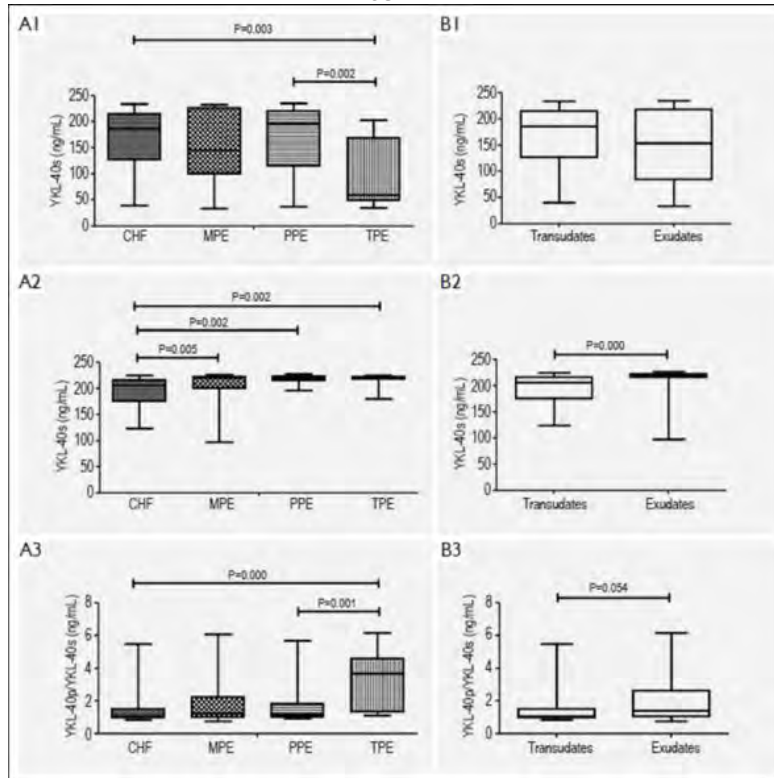 A1
P=0.003
P=0.002
YKL-40s (ng/mL)
250
200
150
100
50
0
CHF MPE PPE TPE
B1
YKL-40s (ng/mL)
250
200
150
100
50
0
Transudates Exudates
A2
P=0.002
P=0.002
P=0.005
YKL-40s (ng/mL)
250
200
150
100
50
0
CHF MPE PPE TPE
B2
P=0.000
YKL-40s (ng/mL)
250
200
150
100
50
0
Transudates Exudates
A3
P=0.000
P=0.001
YKL-40p/YKL-40s (ng/mL)
8
6
4
2
0
CHF MPE PPE TPE
B3
P=0.054
YKL-40p/YKL-40s (ng/mL)
8
6
4
2
0
Transudates Exudates